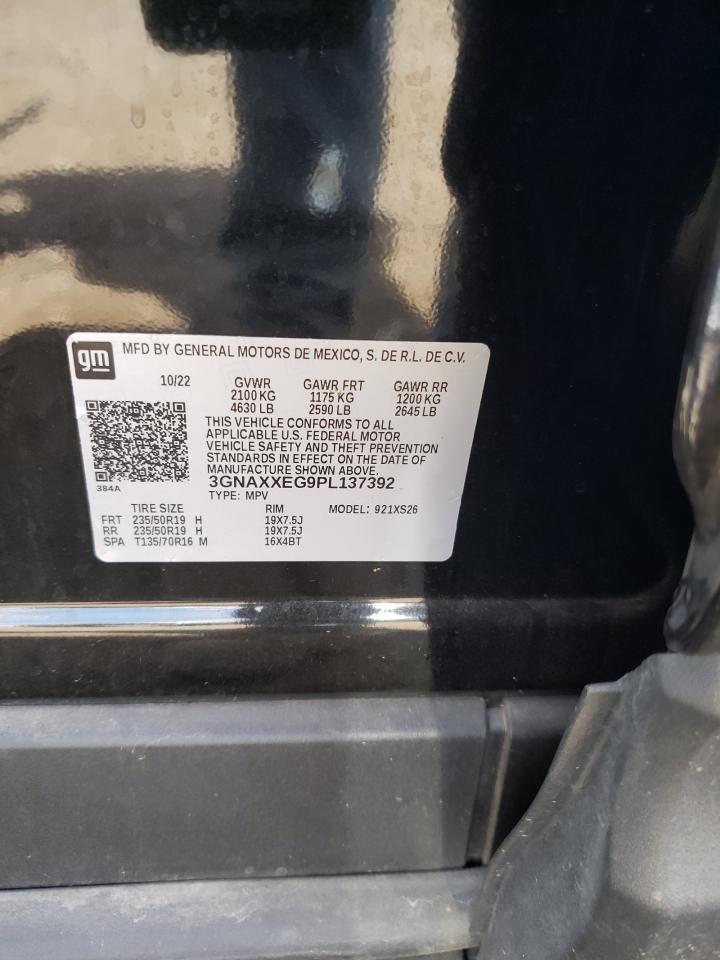 gm MFD BY GENERAL MOTORS DE MEXICO, S. DE R.L. DE C.V.
10/22 GVWR GAWR FRT GAWR RR
2100 KG 1175 KG 1200 KG
4630 LB 2590 LB 2645 LB
THIS VEHICLE CONFORMS TO ALL
APPLICABLE U.S. FEDERAL MOTOR
VEHICLE SAFETY AND THEFT PREVENTION
STANDARDS IN EFFECT ON THE DATE OF
MANUFACTURE SHOWN ABOVE.
3GNAXXEG9PL137392
384A
TYPE: MPV
TIRE SIZE RIM MODEL: 921XS26
FRT 235/50R19 H 19X7.5J
RR 235/50R19 H 19X7.5J
SPA T135/70R16 M 16X4BT